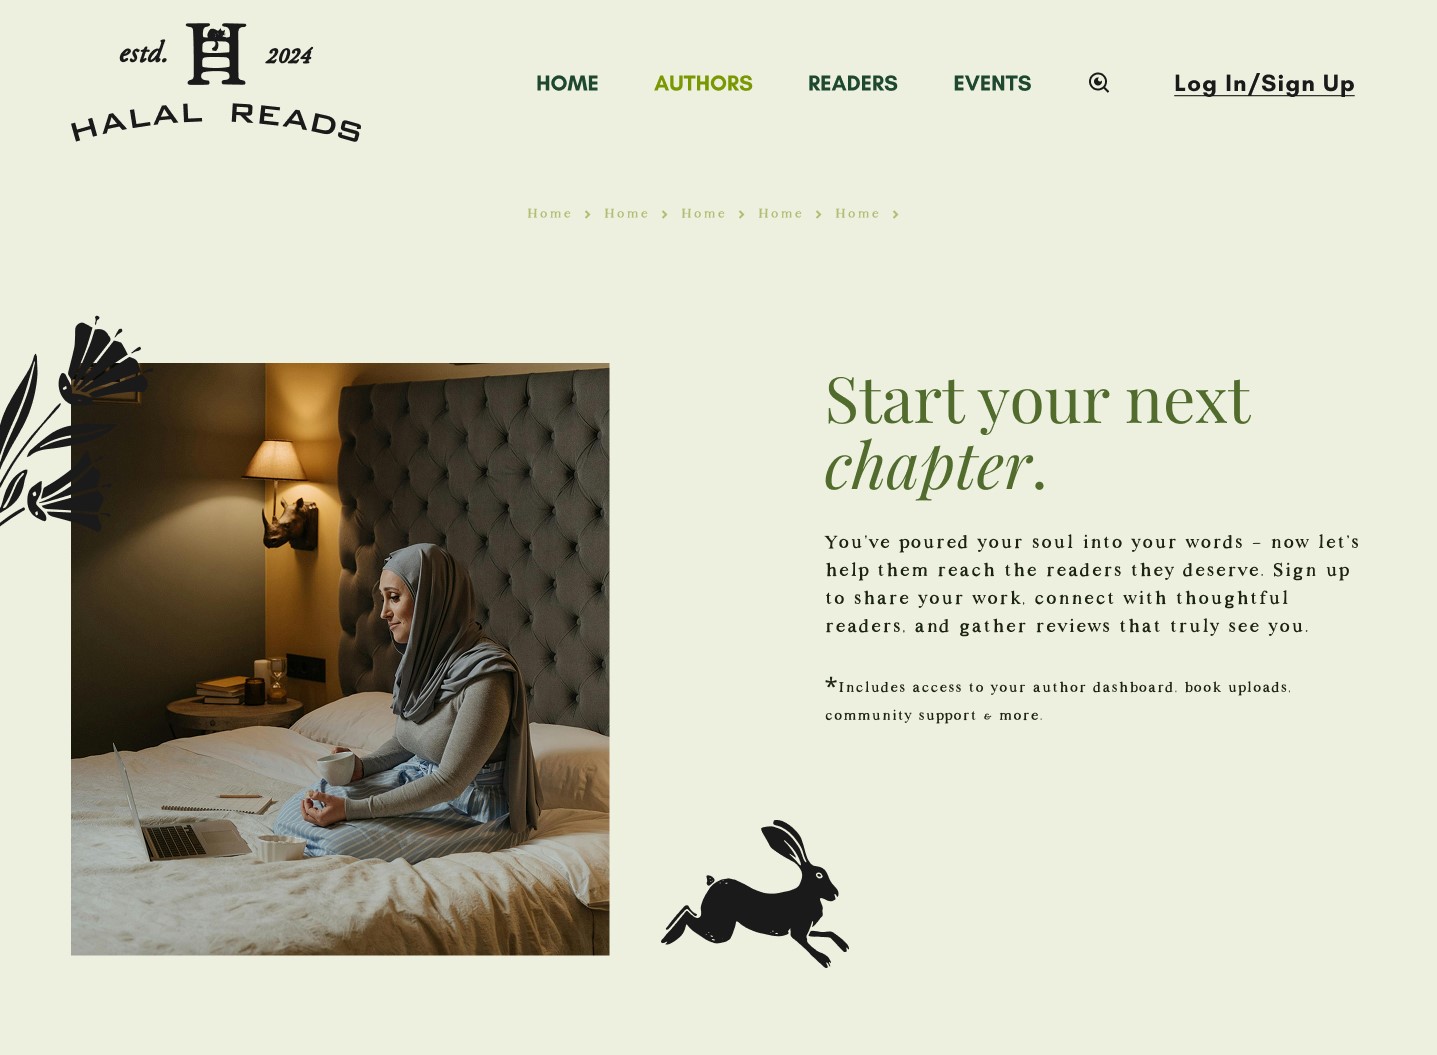 estd. H 2024
HALAL READS
HOME AUTHORS READERS EVENTS Log In/Sign Up
Home > Home > Home > Home > Home >
Start your next
chapter.
You've poured your soul into your words – now let's
help them reach the readers they deserve. Sign up
to share your work, connect with thoughtful
readers, and gather reviews that truly see you.
*Includes access to your author dashboard, book uploads,
community support & more.